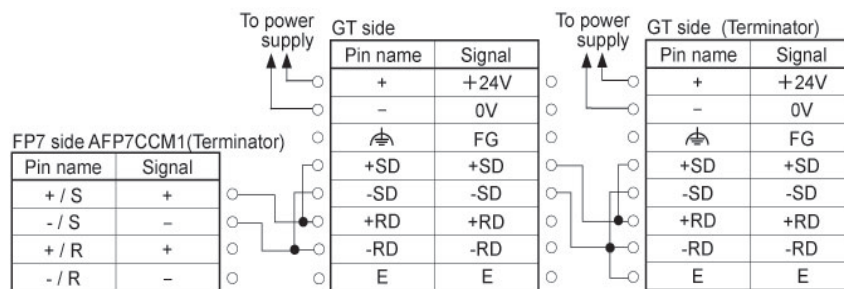 To power supply
GT side
Pin name Signal
+ +24V
− 0V
FG
+SD +SD
-SD -SD
+RD +RD
-RD -RD
E E
To power supply
GT side (Terminator)
Pin name Signal
+ +24V
− 0V
FG
+SD +SD
-SD -SD
+RD +RD
-RD -RD
E E
FP7 side AFP7CCM1(Terminator)
Pin name Signal
+ / S +
- / S −
+ / R +
- / R −